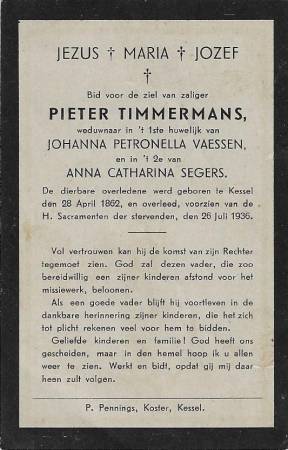 JEZUS † MARIA † JOZEF
†
Bid voor de ziel van zaliger
PIETER TIMMERMANS,
weduwnaar in 't 1ste huwelijk van
JOHANNA PETRONELLA VAESSEN,
en in 't 2e van
ANNA CATHARINA SEGERS.
De dierbare overledene werd geboren te Kessel
den 28 April 1862, en overleed, voorzien van de
H. Sacramenten der stervenden, den 26 Juli 1936.
Vol vertrouwen kan hij de komst van zijn Rechter
tegemoet zien. God zal dezen vader, die zoo
bereidwillig een zijner kinderen afstond voor het
missiewerk, beloonen.
Als een goede vader blijft hij voortleven in de
dankbare herinnering zijner kinderen, die het zich
tot plicht rekenen veel voor hem te bidden.
Geliefde kinderen en familie! God heeft ons
gescheiden, maar in den hemel hoop ik u allen
weer te zien. Werkt en bidt, opdat gij mij daar
heen zult volgen.
P. Pennings, Koster, Kessel.